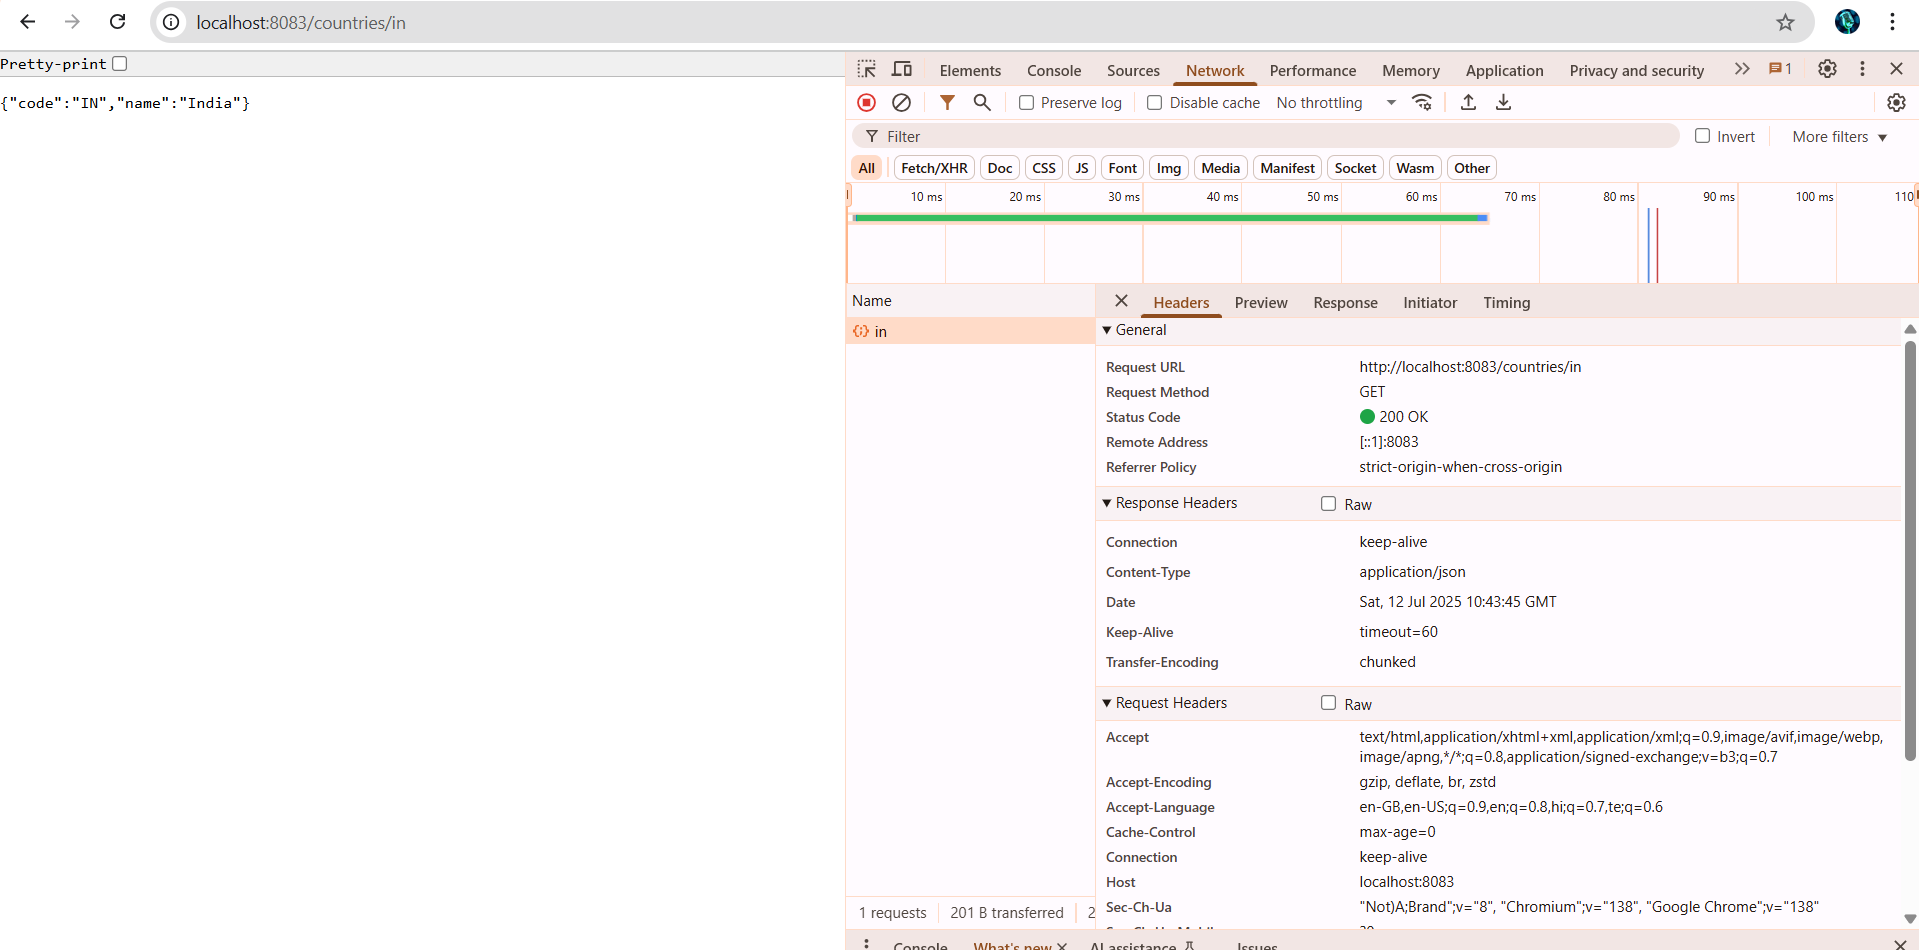 localhost:8083/countries/in
Pretty-print
{"code":"IN","name":"India"}
Elements Console Sources Network Performance Memory Application Privacy and security 1
Preserve log Disable cache No throttling
Filter Invert More filters
All Fetch/XHR Doc CSS JS Font Img Media Manifest Socket Wasm Other
10 ms 20 ms 30 ms 40 ms 50 ms 60 ms 70 ms 80 ms 90 ms 100 ms 110
Name
in
Headers Preview Response Initiator Timing
General
Request URL http://localhost:8083/countries/in
Request Method GET
Status Code 200 OK
Remote Address [::1]:8083
Referrer Policy strict-origin-when-cross-origin
Response Headers Raw
Connection keep-alive
Content-Type application/json
Date Sat, 12 Jul 2025 10:43:45 GMT
Keep-Alive timeout=60
Transfer-Encoding chunked
Request Headers Raw
Accept text/html,application/xhtml+xml,application/xml;q=0.9,image/avif,image/webp,
image/apng,*/*;q=0.8,application/signed-exchange;v=b3;q=0.7
Accept-Encoding gzip, deflate, br, zstd
Accept-Language en-GB,en-US;q=0.9,en;q=0.8,hi;q=0.7,te;q=0.6
Cache-Control max-age=0
Connection keep-alive
Host localhost:8083
Sec-Ch-Ua "Not)A;Brand";v="8", "Chromium";v="138", "Google Chrome";v="138"
1 requests 201 B transferred 2
Console What's new AI assistance Issues